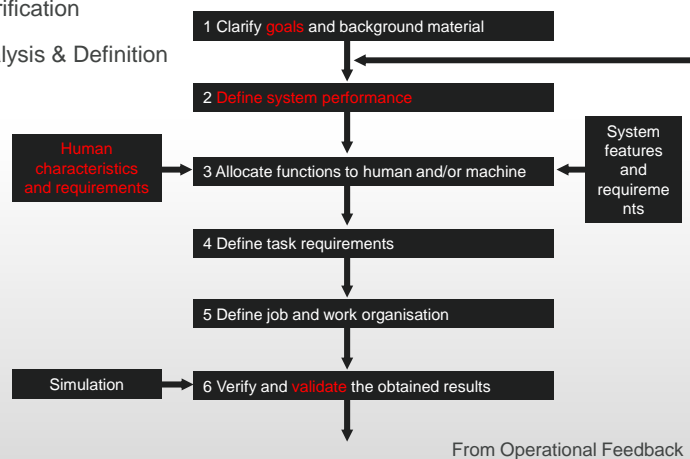 rification
1 Clarify goals and background material
lysis & Definition
2 Define system performance
Human
characteristics
and requirements
3 Allocate functions to human and/or machine
System
features
and
requireme
nts
4 Define task requirements
5 Define job and work organisation
Simulation
6 Verify and validate the obtained results
From Operational Feedback